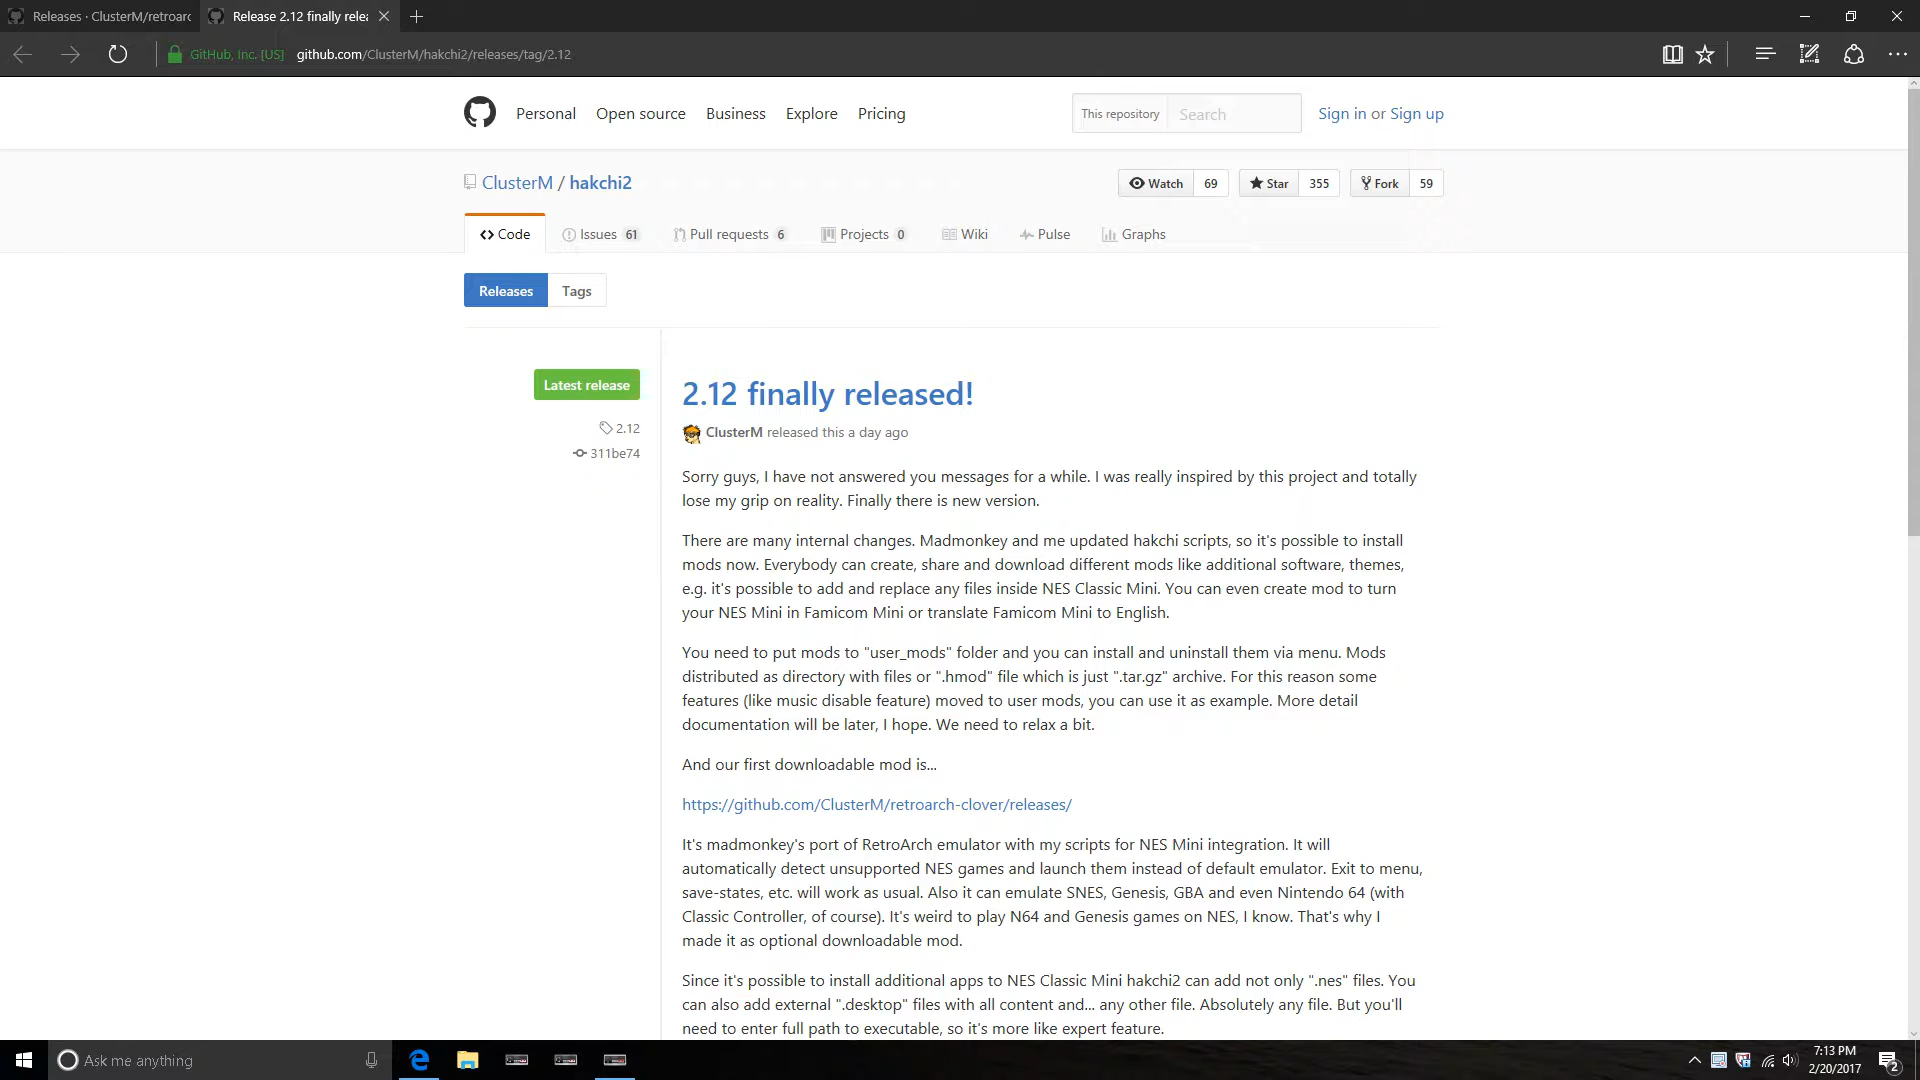 Releases · ClusterM/retroarc
Release 2.12 finally relea
GitHub, Inc. [US] github.com/ClusterM/hakchi2/releases/tag/2.12
Personal Open source Business Explore Pricing
This repository Search
Sign in or Sign up
ClusterM / hakchi2
Watch 69 Star 355 Fork 59
Code Issues 61 Pull requests 6 Projects 0 Wiki Pulse Graphs
Releases Tags
Latest release
2.12
311be74
2.12 finally released!
ClusterM released this a day ago
Sorry guys, I have not answered you messages for a while. I was really inspired by this project and totally
lose my grip on reality. Finally there is new version.
There are many internal changes. Madmonkey and me updated hakchi scripts, so it's possible to install
mods now. Everybody can create, share and download different mods like additional software, themes,
e.g. it's possible to add and replace any files inside NES Classic Mini. You can even create mod to turn
your NES Mini in Famicom Mini or translate Famicom Mini to English.
You need to put mods to "user_mods" folder and you can install and uninstall them via menu. Mods
distributed as directory with files or ".hmod" file which is just ".tar.gz" archive. For this reason some
features (like music disable feature) moved to user mods, you can use it as example. More detail
documentation will be later, I hope. We need to relax a bit.
And our first downloadable mod is...
https://github.com/ClusterM/retroarch-clover/releases/
It's madmonkey's port of RetroArch emulator with my scripts for NES Mini integration. It will
automatically detect unsupported NES games and launch them instead of default emulator. Exit to menu,
save-states, etc. will work as usual. Also it can emulate SNES, Genesis, GBA and even Nintendo 64 (with
Classic Controller, of course). It's weird to play N64 and Genesis games on NES, I know. That's why I
made it as optional downloadable mod.
Since it's possible to install additional apps to NES Classic Mini hakchi2 can add not only ".nes" files. You
can also add external ".desktop" files with all content and... any other file. Absolutely any file. But you'll
need to enter full path to executable, so it's more like expert feature.
Ask me anything
7:13 PM
2/20/2017
2